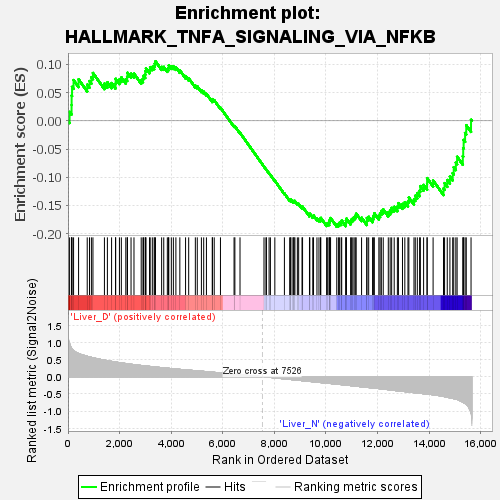 Enrichment plot:
HALLMARK_TNFA_SIGNALING_VIA_NFKB
Enrichment score (ES)
0.10
0.05
0.00
-0.05
-0.10
-0.15
-0.20
Ranked list metric (Signal2Noise)
'Liver_D' (positively correlated)
1.5
1.0
0.5
0.0
-0.5
-1.0
-1.5
Zero cross at 7526
'Liver_N' (negatively correlated)
0 2,000 4,000 6,000 8,000 10,000 12,000 14,000 16,000
Rank in Ordered Dataset
Enrichment profile Hits Ranking metric scores